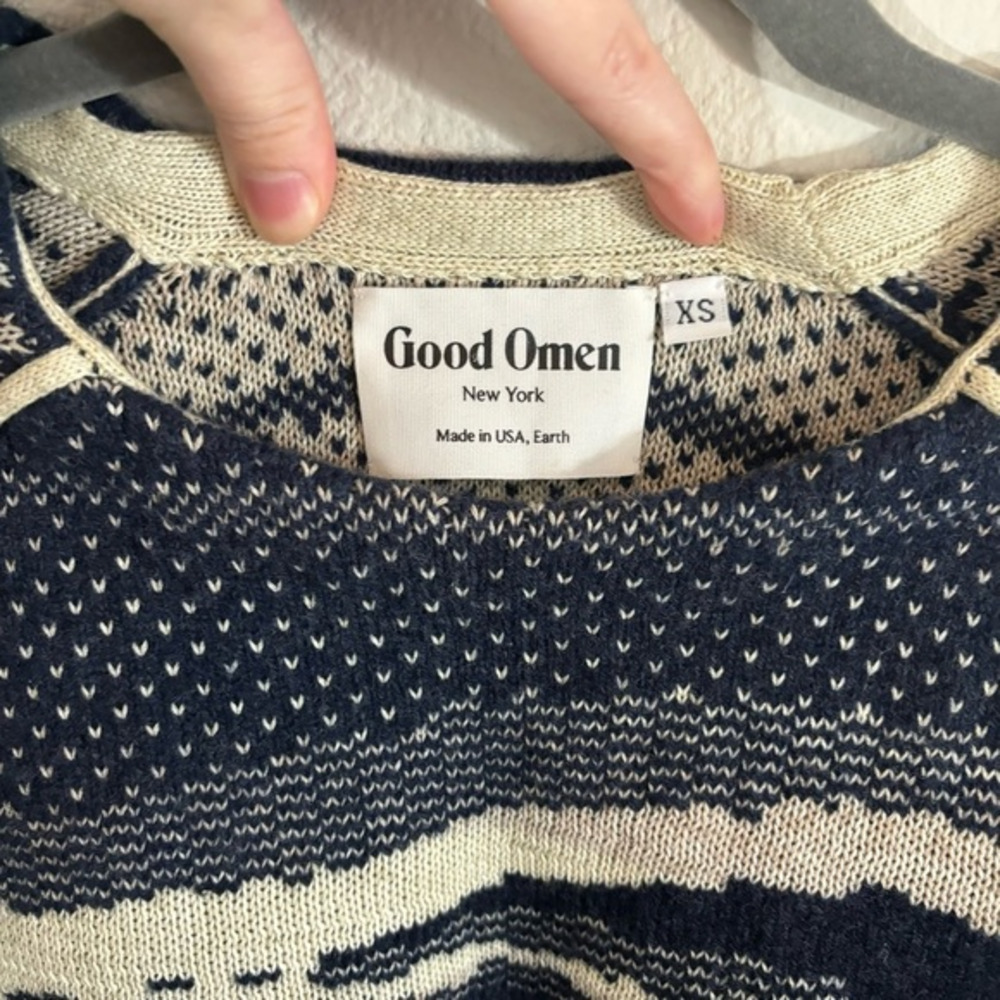 Good Omen
XS
New York
Made in USA, Earth